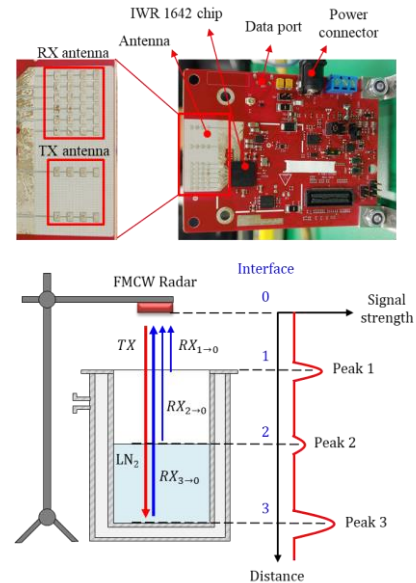 IWR 1642 chip
Data port
Power
connector
Antenna
RX antenna
TX antenna
Interface
FMCW Radar
0
Signal
strength
TX
RX₁→₀
1
Peak 1
RX₂→₀
2
Peak 2
LN₂
RX₃→₀
3
Peak 3
Distance